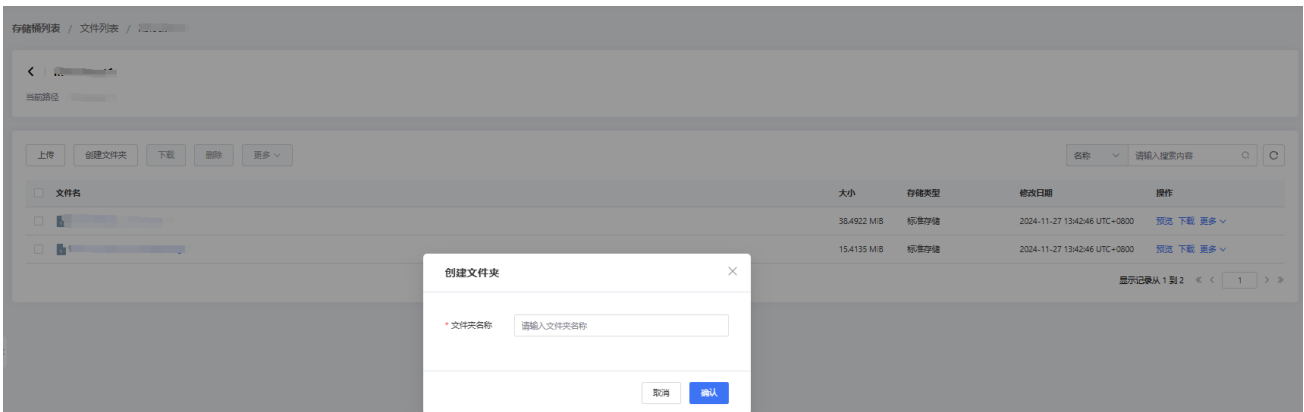 存储桶列表 / 文件列表 /
当前路径
上传 创建文件夹 下载 删除 更多
名称 请输入搜索内容
文件名 大小 存储类型 修改日期 操作
38.4922 MiB 标准存储 2024-11-27 13:42:46 UTC+0800 预览 下载 更多
15.4135 MiB 标准存储 2024-11-27 13:42:46 UTC+0800 预览 下载 更多
显示记录从 1 到 2 1
创建文件夹
* 文件夹名称 请输入文件夹名称
取消 确认